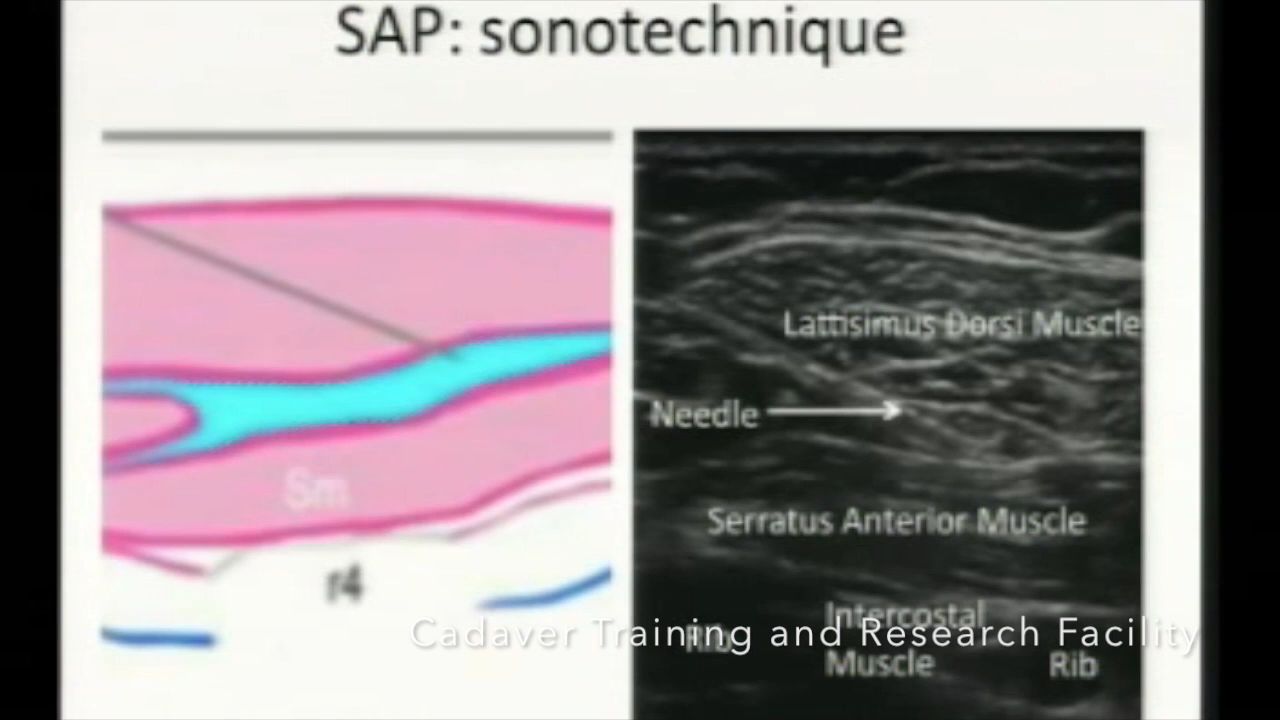 SAP: sonotechnique
Sm
r4
Lattisimus Dorsi Muscle
Needle
Serratus Anterior Muscle
Intercostal
Muscle
Rib
Rib
Cadaver Training and Research Facility